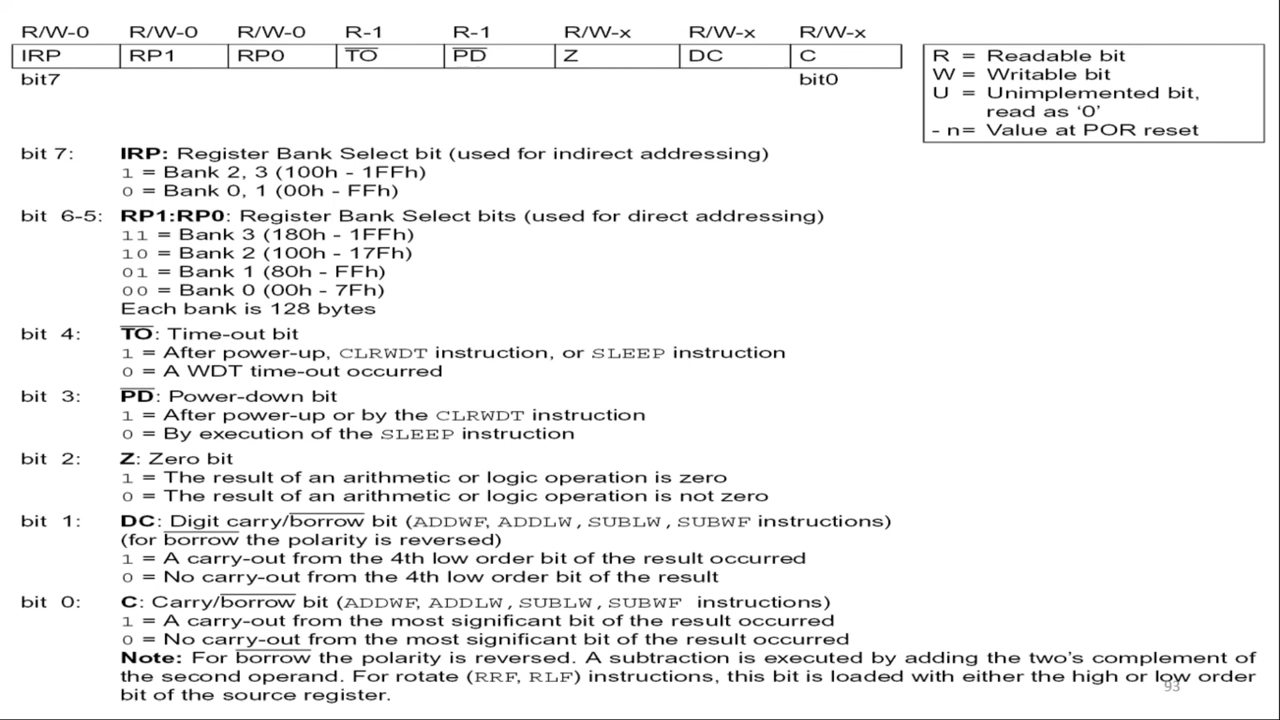 R/W-0 R/W-0 R/W-0 R-1 R-1 R/W-x R/W-x R/W-x
IRP RP1 RP0 TO PD Z DC C
bit7 bit0
R = Readable bit
W = Writable bit
U = Unimplemented bit,
read as ‘0’
- n= Value at POR reset
bit 7: IRP: Register Bank Select bit (used for indirect addressing)
1 = Bank 2, 3 (100h - 1FFh)
0 = Bank 0, 1 (00h - FFh)
bit 6-5: RP1:RP0: Register Bank Select bits (used for direct addressing)
11 = Bank 3 (180h - 1FFh)
10 = Bank 2 (100h - 17Fh)
01 = Bank 1 (80h - FFh)
00 = Bank 0 (00h - 7Fh)
Each bank is 128 bytes
bit 4: TO: Time-out bit
1 = After power-up, CLRWDT instruction, or SLEEP instruction
0 = A WDT time-out occurred
bit 3: PD: Power-down bit
1 = After power-up or by the CLRWDT instruction
0 = By execution of the SLEEP instruction
bit 2: Z: Zero bit
1 = The result of an arithmetic or logic operation is zero
0 = The result of an arithmetic or logic operation is not zero
bit 1: DC: Digit carry/borrow bit (ADDWF, ADDLW, SUBLW, SUBWF instructions)
(for borrow the polarity is reversed)
1 = A carry-out from the 4th low order bit of the result occurred
0 = No carry-out from the 4th low order bit of the result
bit 0: C: Carry/borrow bit (ADDWF, ADDLW, SUBLW, SUBWF instructions)
1 = A carry-out from the most significant bit of the result occurred
0 = No carry-out from the most significant bit of the result occurred
Note: For borrow the polarity is reversed. A subtraction is executed by adding the two’s complement of
the second operand. For rotate (RRF, RLF) instructions, this bit is loaded with either the high or low order
bit of the source register.
93